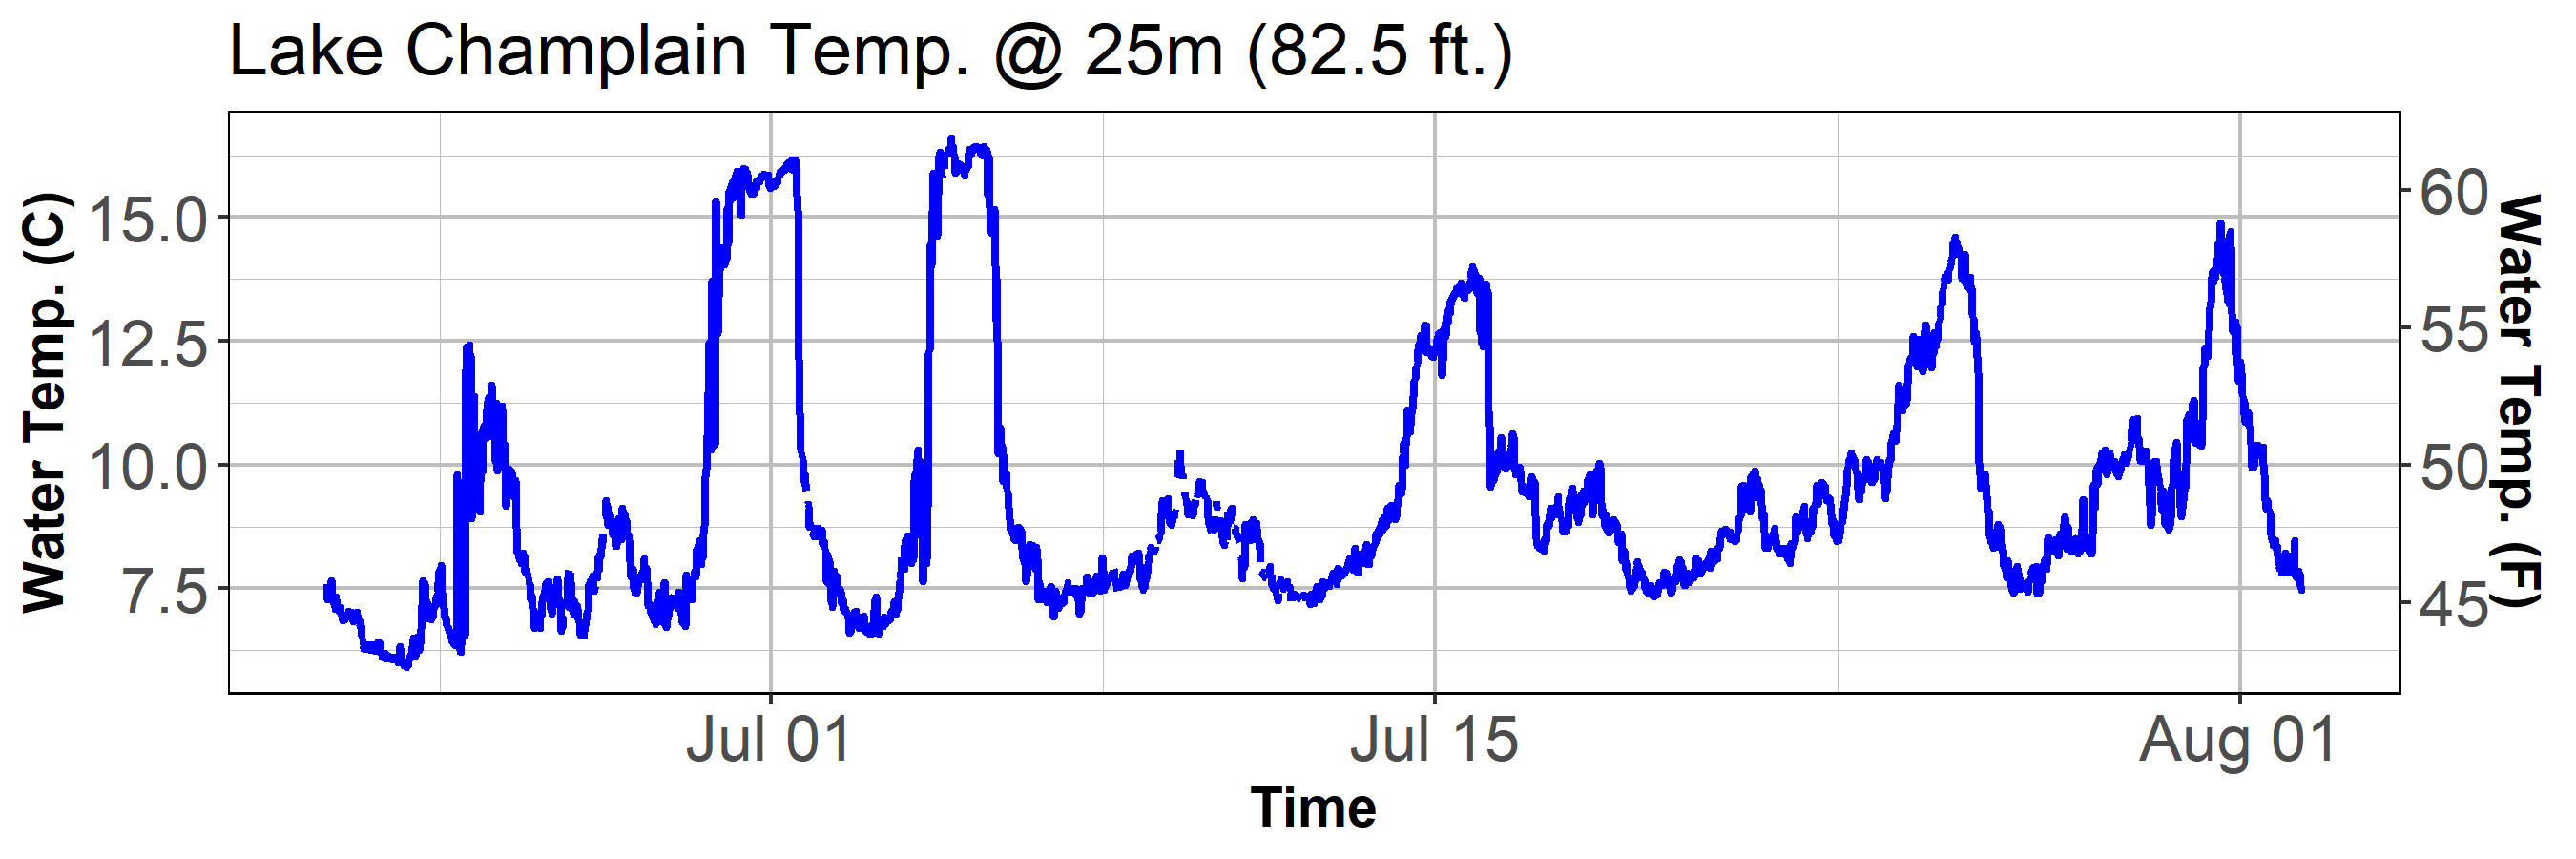 Lake Champlain Temp. @ 25m (82.5 ft.)
Water Temp. (C)
15.0
12.5
10.0
7.5
60
55
50
45
Water Temp. (F)
Jul 01
Jul 15
Aug 01
Time